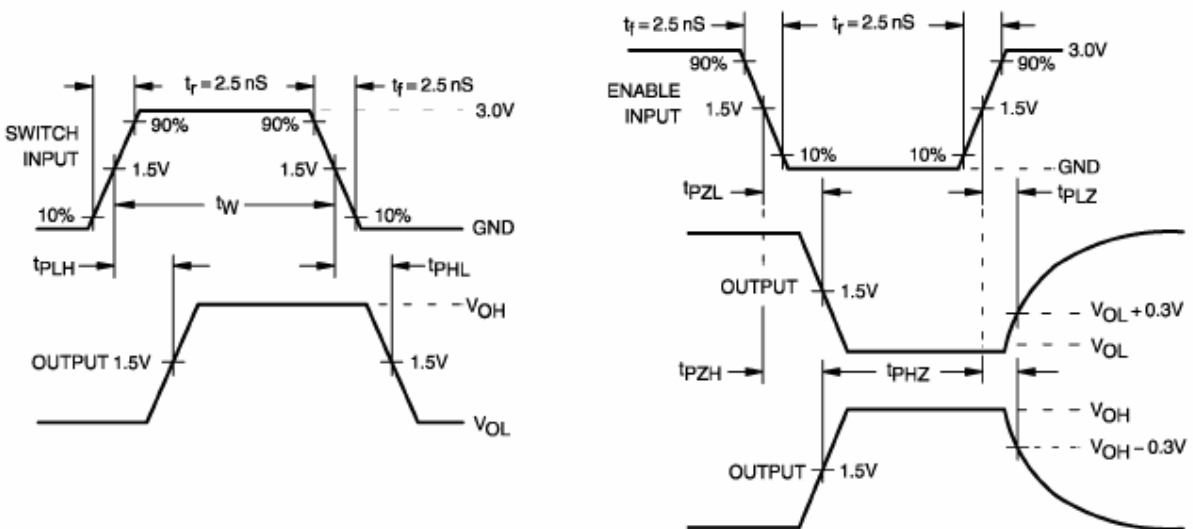 tr = 2.5 nS
tf = 2.5 nS
3.0V
SWITCH
INPUT
90%
90%
1.5V
1.5V
10%
tW
10%
GND
tPLH
tPHL
VOH
OUTPUT 1.5V
1.5V
VOL
tf = 2.5 nS
tr = 2.5 nS
3.0V
90%
90%
ENABLE
INPUT
1.5V
1.5V
10%
10%
GND
tPZL
tPLZ
OUTPUT
1.5V
VOL + 0.3V
VOL
tPZH
tPHZ
VOH
VOH – 0.3V
OUTPUT
1.5V